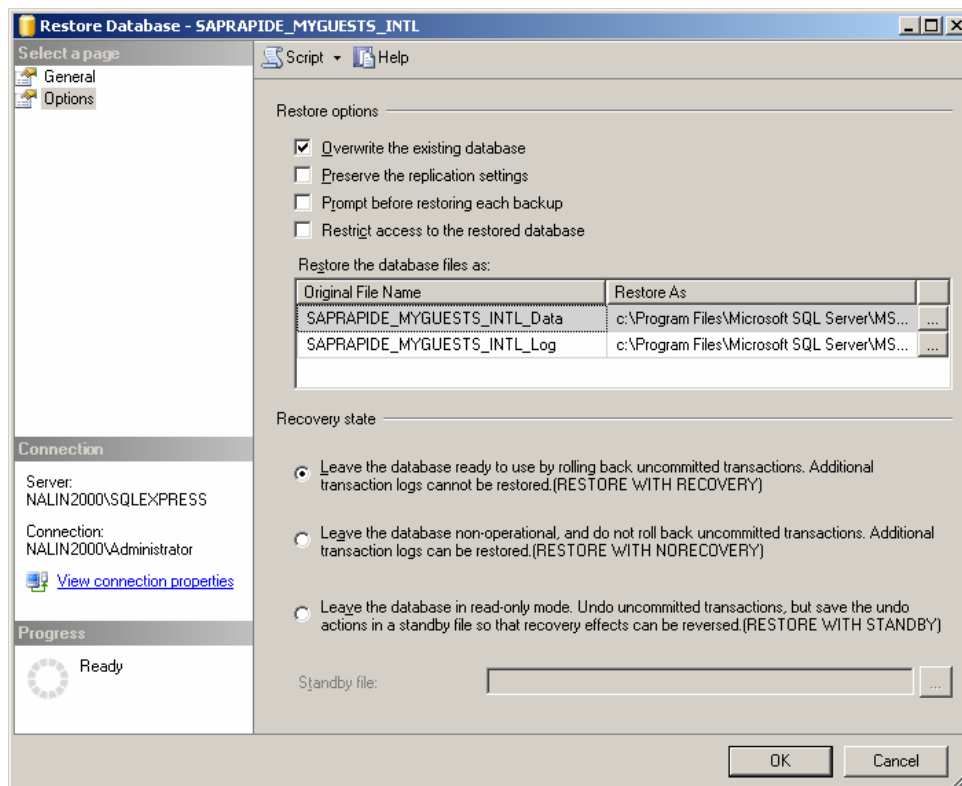 Restore Database - SAPRAPIDE_MYGUESTS_INTL
Select a page
General
Options
Script
Help
Restore options
Overwrite the existing database
Preserve the replication settings
Prompt before restoring each backup
Restrict access to the restored database
Restore the database files as:
Original File Name Restore As
SAPRAPIDE_MYGUESTS_INTL_Data c:\Program Files\Microsoft SQL Server\MS... ...
SAPRAPIDE_MYGUESTS_INTL_Log c:\Program Files\Microsoft SQL Server\MS... ...
Recovery state
Leave the database ready to use by rolling back uncommitted transactions. Additional
transaction logs cannot be restored.(RESTORE WITH RECOVERY)
Leave the database non-operational, and do not roll back uncommitted transactions. Additional
transaction logs can be restored.(RESTORE WITH NORECOVERY)
Leave the database in read-only mode. Undo uncommitted transactions, but save the undo
actions in a standby file so that recovery effects can be reversed.(RESTORE WITH STANDBY)
Standby file: ...
Connection
Server:
NALIN2000\SQLEXPRESS
Connection:
NALIN2000\Administrator
View connection properties
Progress
Ready
OK
Cancel